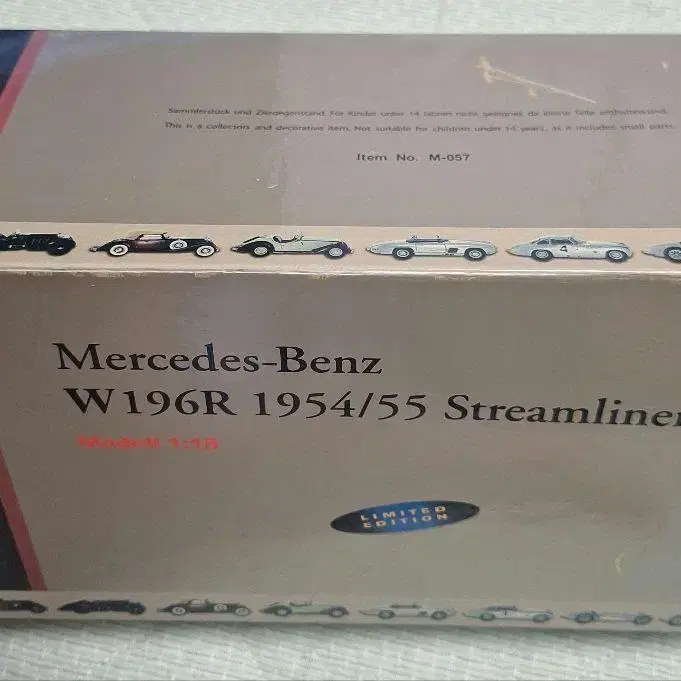 Sammlerstück und Ziergegenstand. Für Kinder unter 14 Jahren nicht geeignet, da kleine Teile enthalten sind.
This is a collectors and decorative item. Not suitable for children under 14 years, as it includes small parts.
Item No. M-057
4
Mercedes-Benz
W196R 1954/55 Streamliner
Modell 1:18
LIMITED
EDITION